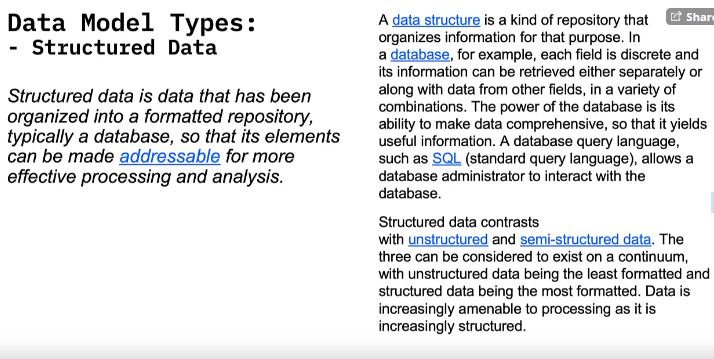 Data Model Types:
- Structured Data
Structured data is data that has been
organized into a formatted repository,
typically a database, so that its elements
can be made addressable for more
effective processing and analysis.
A data structure is a kind of repository that
organizes information for that purpose. In
a database, for example, each field is discrete and
its information can be retrieved either separately or
along with data from other fields, in a variety of
combinations. The power of the database is its
ability to make data comprehensive, so that it yields
useful information. A database query language,
such as SQL (standard query language), allows a
database administrator to interact with the
database.
Structured data contrasts
with unstructured and semi-structured data. The
three can be considered to exist on a continuum,
with unstructured data being the least formatted and
structured data being the most formatted. Data is
increasingly amenable to processing as it is
increasingly structured.
Shar